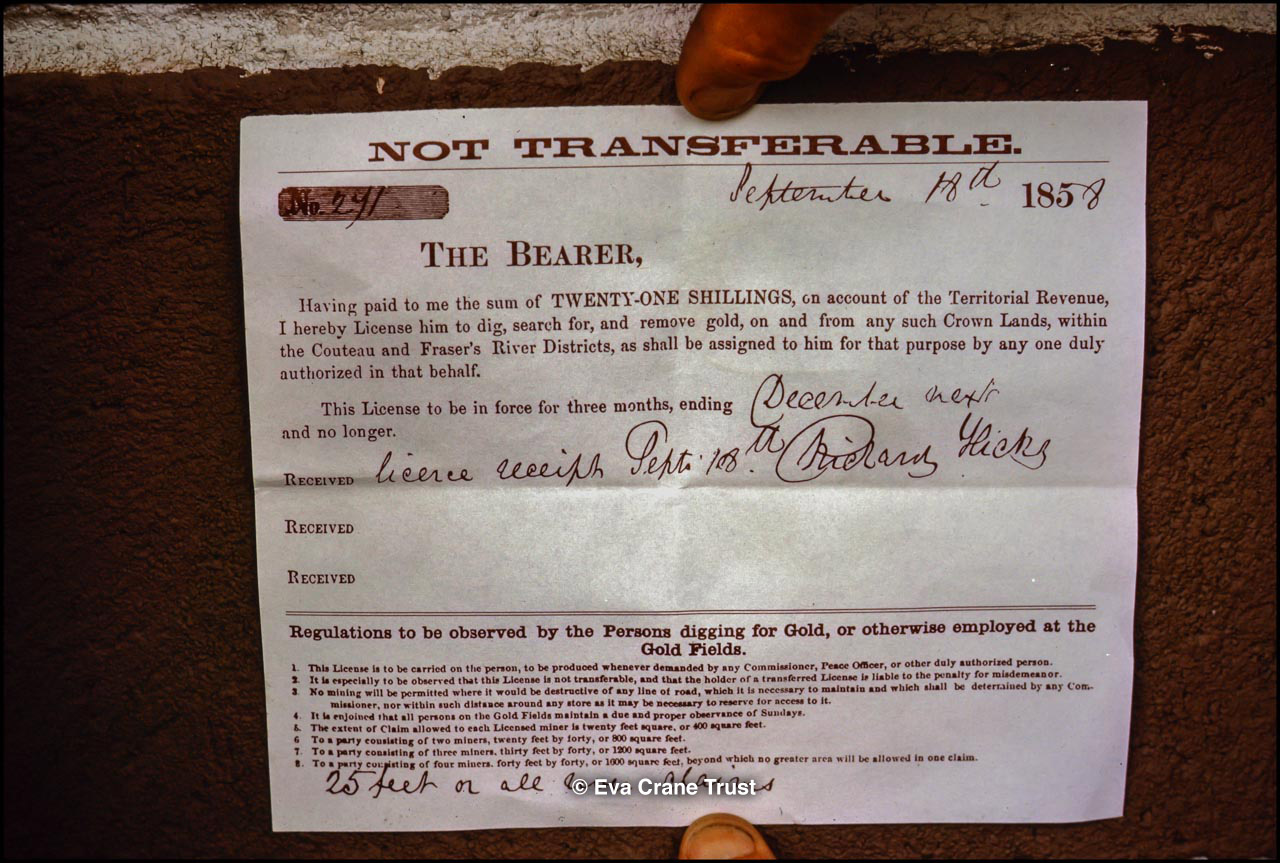 NOT TRANSFERABLE.
No. 241
September 18th 1858
THE BEARER,
Having paid to me the sum of TWENTY-ONE SHILLINGS, on account of the Territorial Revenue,
I hereby License him to dig, search for, and remove gold, on and from any such Crown Lands, within
the Couteau and Fraser's River Districts, as shall be assigned to him for that purpose by any one duly
authorized in that behalf.
This License to be in force for three months, ending December next
and no longer.
RECEIVED licence receipt Sept. 18th Richard Hicks
RECEIVED
RECEIVED
Regulations to be observed by the Persons digging for Gold, or otherwise employed at the
Gold Fields.
1. This License is to be carried on the person, to be produced whenever demanded by any Commissioner, Peace Officer, or other duly authorized person.
2. It is especially to be observed that this License is not transferable, and that the holder of a transferred License is liable to the penalty for misdemeanor.
3. No mining will be permitted where it would be destructive of any line of road, which it is necessary to maintain and which shall be determined by any Com-
missioner, nor within such distance around any store as it may be necessary to reserve for access to it.
4. It is enjoined that all persons on the Gold Fields maintain a due and proper observance of Sundays.
5. The extent of Claim allowed to each Licensed miner is twenty feet square, or 400 square feet.
6 To a party consisting of two miners, twenty feet by forty, or 800 square feet.
7. To a party consisting of three miners, thirty feet by forty, or 1200 square feet.
8. To a party consisting of four miners. forty feet by forty, or 1600 square feet, beyond which no greater area will be allowed in one claim.
25 feet on all
© Eva Crane Trust